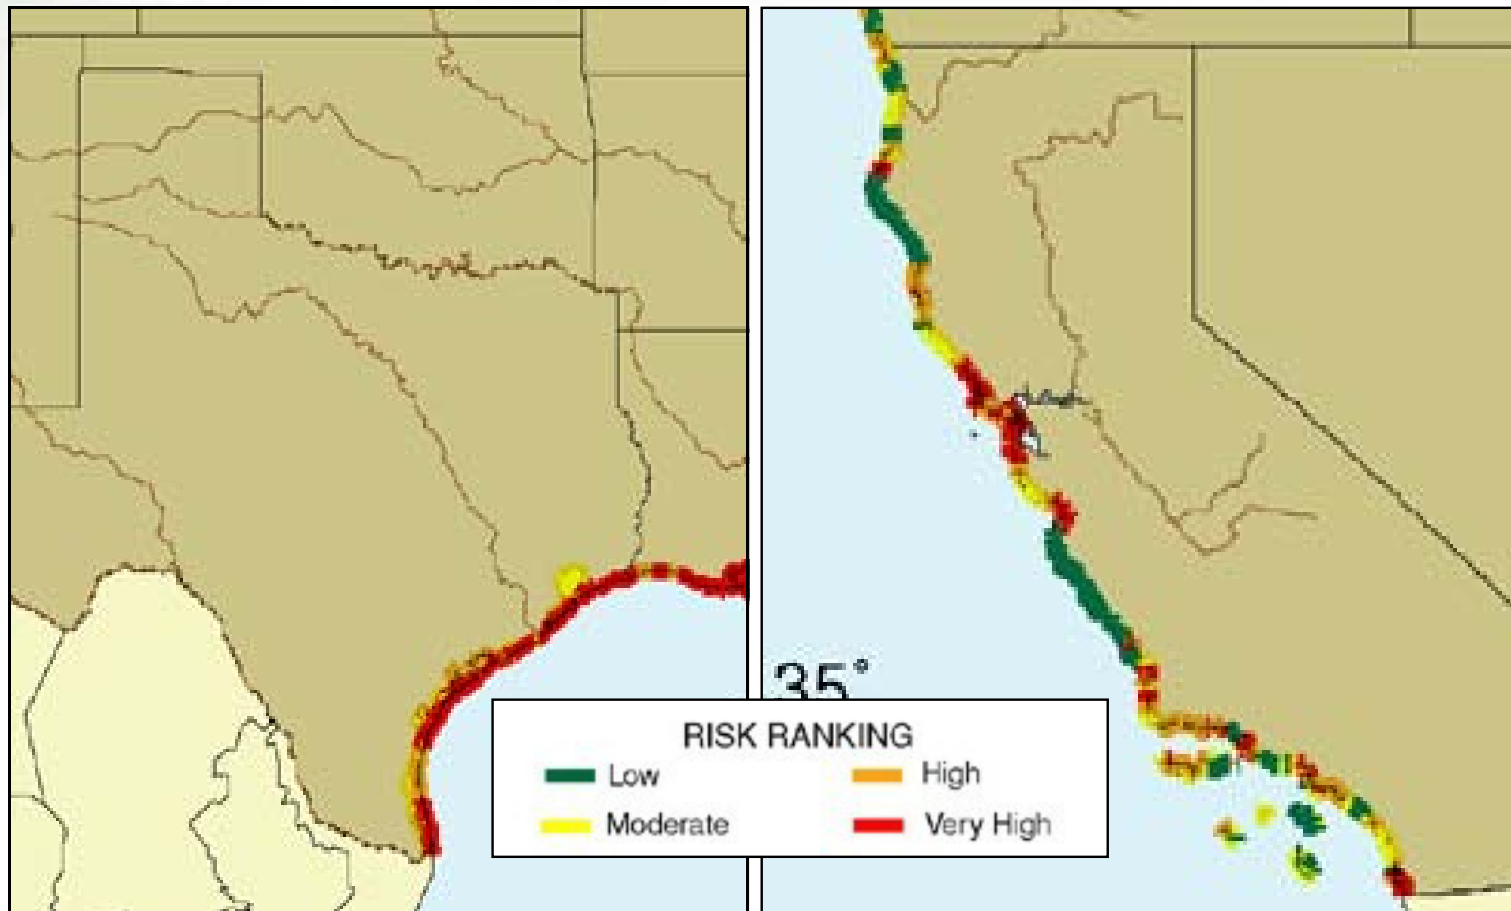 35°
RISK RANKING
Low
High
Moderate
Very High